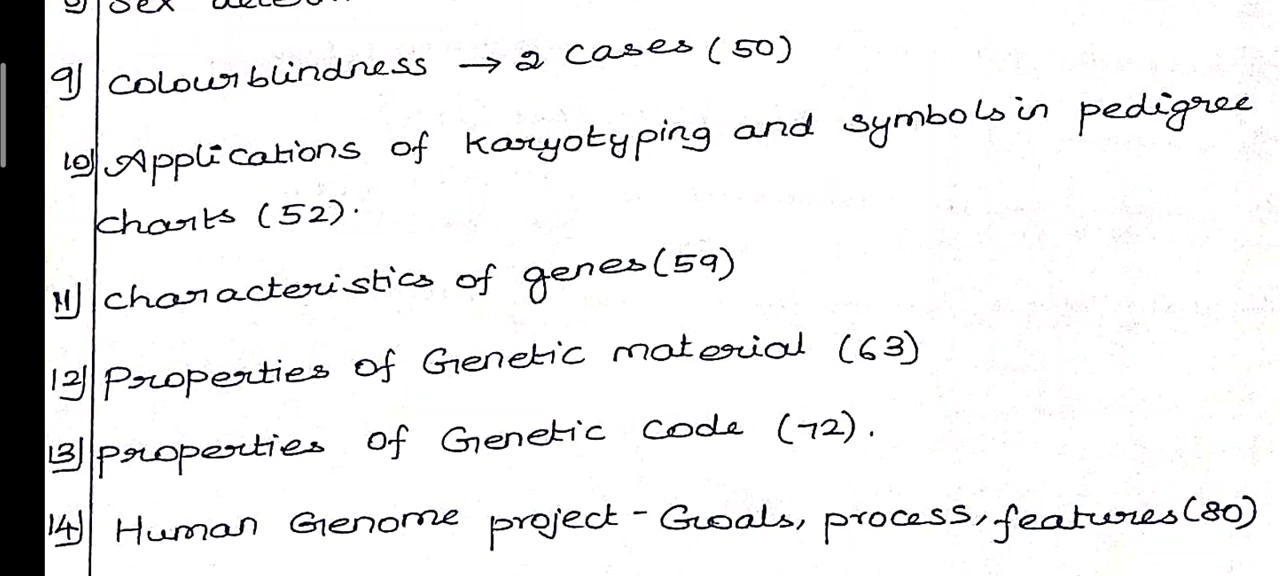 9) Colourblindness → 2 cases (50)
10) Applications of Karyotyping and symbols in pedigree
charts (52).
11) characteristics of genes (59)
12) Properties of Genetic material (63)
13) properties of Genetic code (72).
14) Human Genome project - Goals, process, features (80)